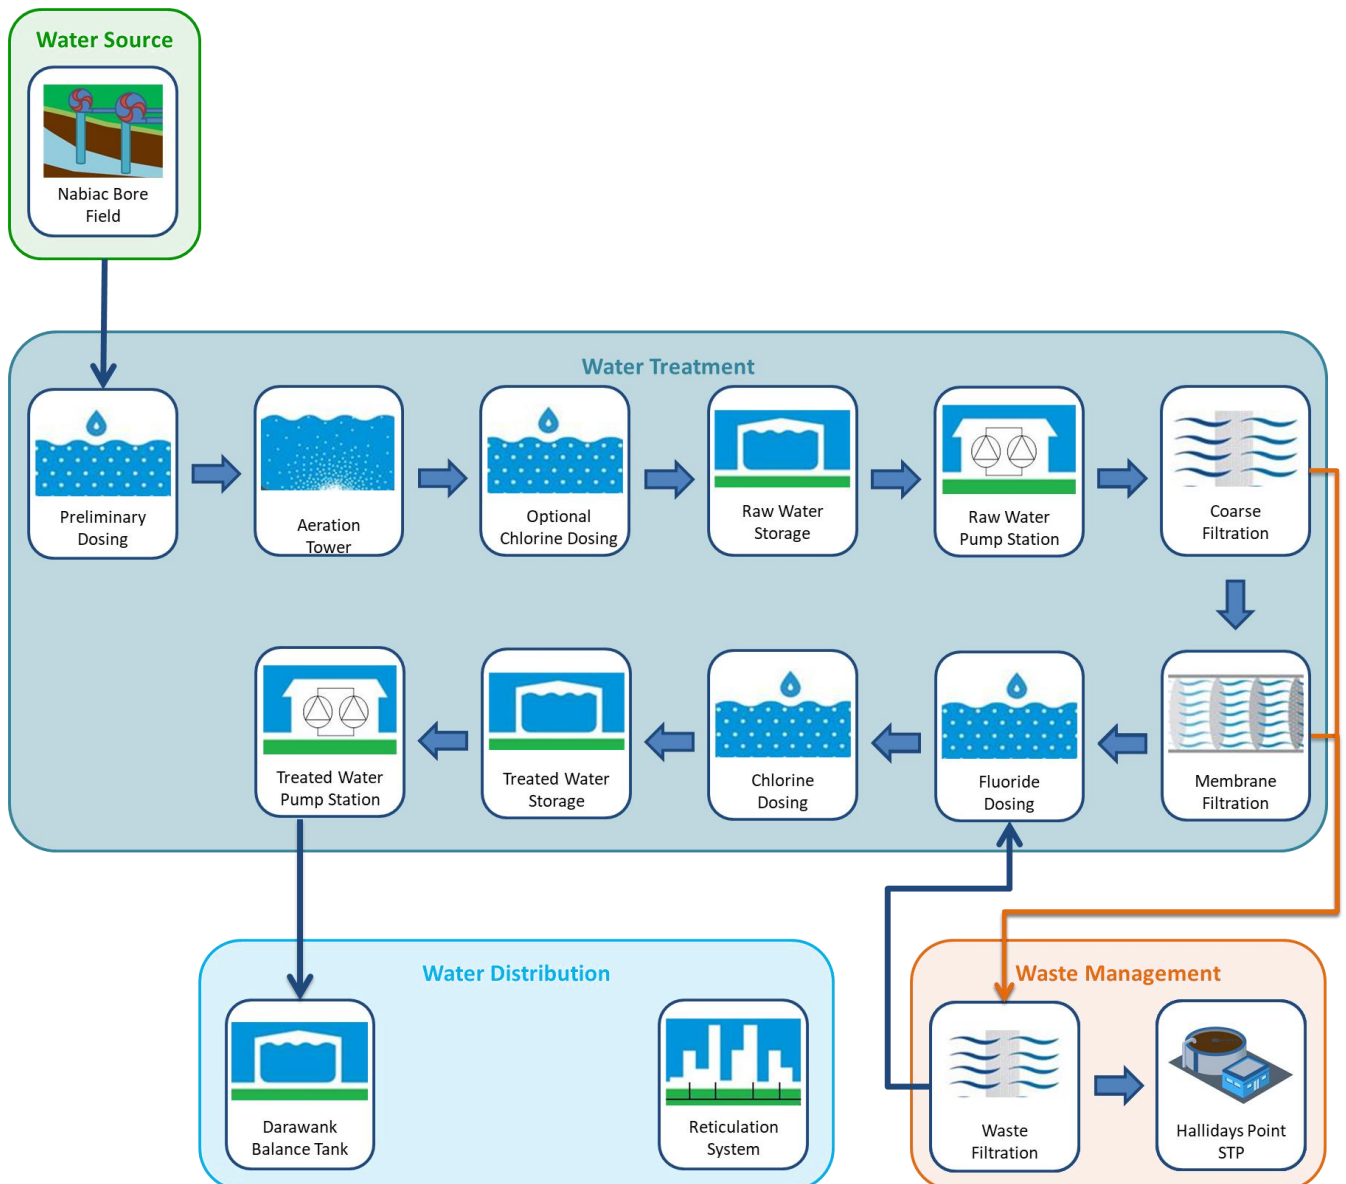 Water Source
Nabiac Bore
Field
Water Treatment
Preliminary
Dosing
Aeration
Tower
Optional
Chlorine Dosing
Raw Water
Storage
Raw Water
Pump Station
Coarse
Filtration
Treated Water
Pump Station
Treated Water
Storage
Chlorine
Dosing
Fluoride
Dosing
Membrane
Filtration
Water Distribution
Darawank
Balance Tank
Reticulation
System
Waste Management
Waste
Filtration
Hallidays Point
STP